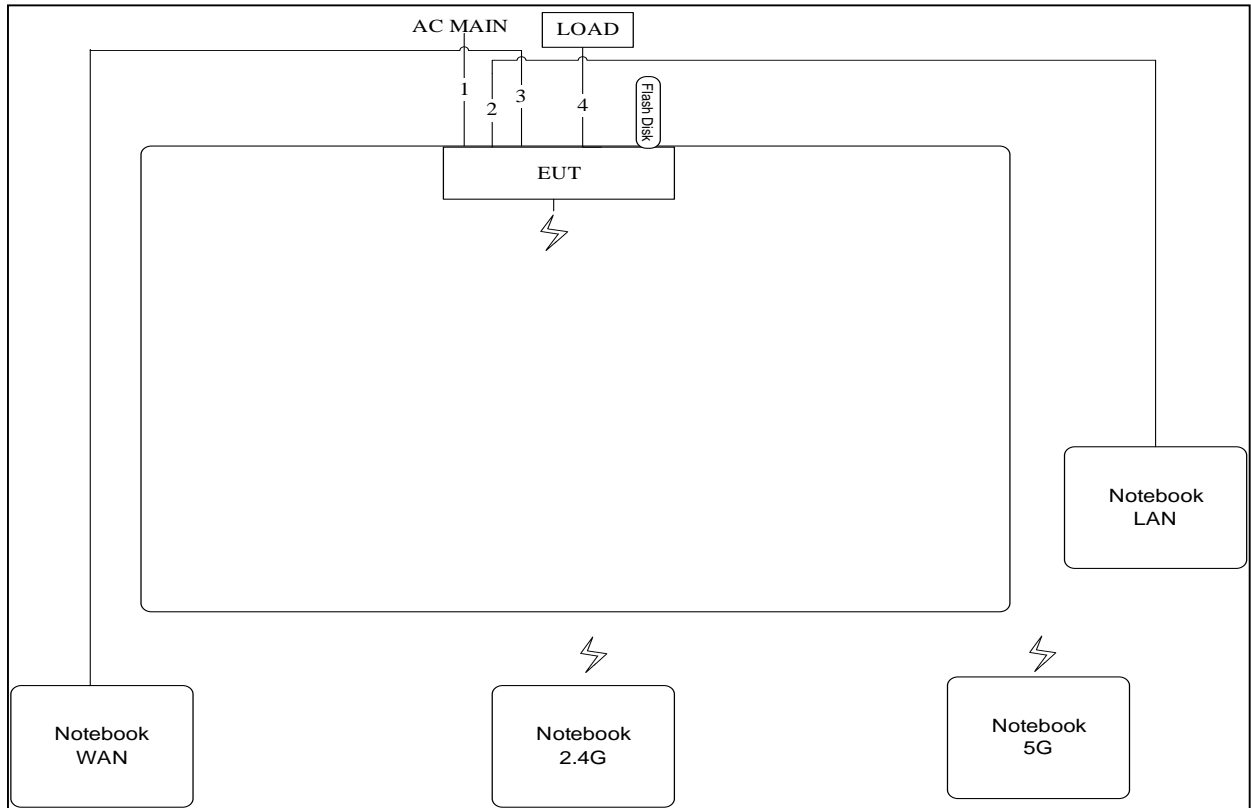 AC MAIN
LOAD
1
2
3
4
Flash Disk
EUT
Notebook
LAN
Notebook
WAN
Notebook
2.4G
Notebook
5G